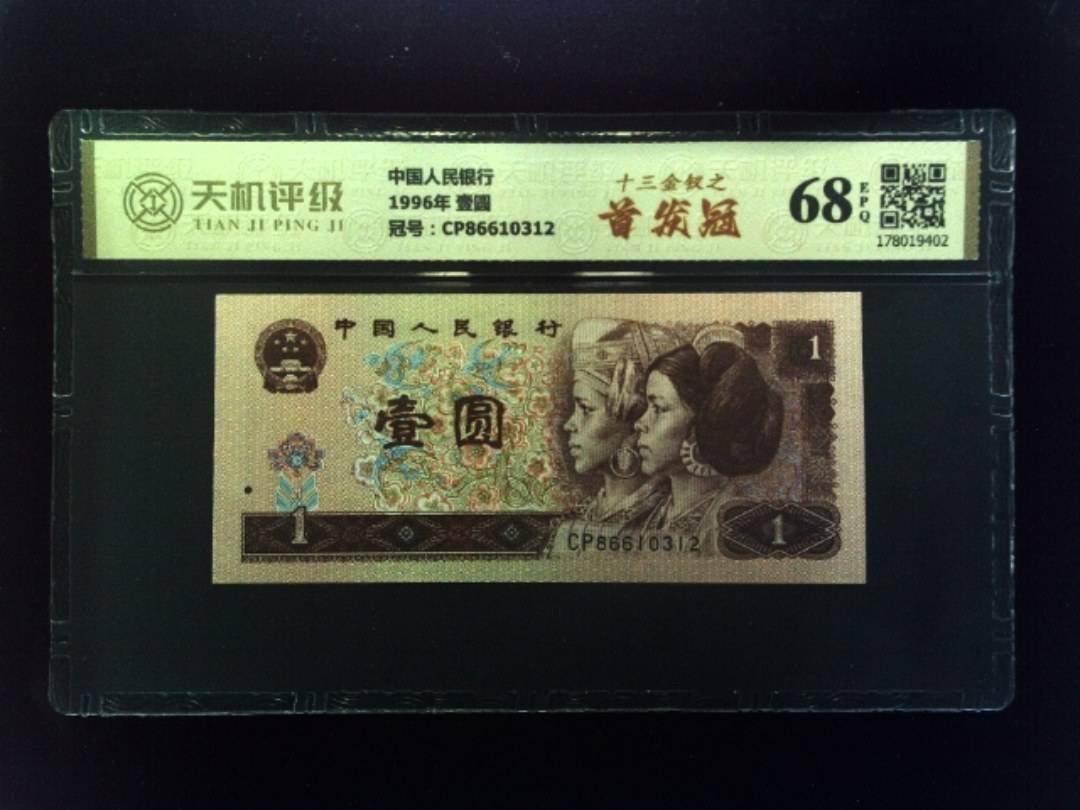 天机评级
TIAN JI PING JI
中国人民银行
1996年 壹圆
冠号：CP86610312
十三金钗之
首发冠
68
EPQ
178019402
中国人民银行
壹圆
1
1
CP86610312
1